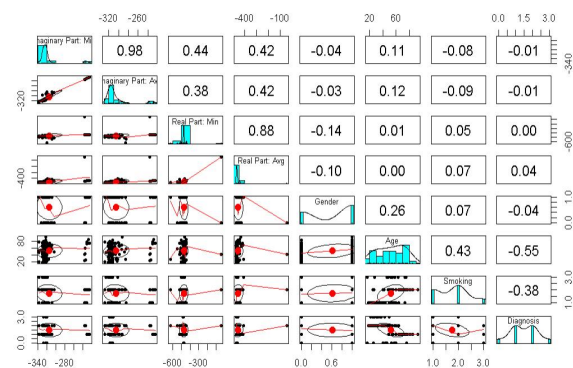 -320 -260 -400 -100 20 60 1.5 3.0
Imaginary Part: Mi 0.98 0.44 0.42 -0.04 0.11 -0.08 -0.01 -340
-320 naginary Part: Av 0.38 0.42 -0.03 0.12 -0.09 -0.01
Real Part: Min 0.88 -0.14 0.01 0.05 0.00 -600
-400 Real Part: Avg -0.10 0.00 0.07 0.04
Gender 0.26 0.07 -0.04 0.0 1.0
20 80 Age 0.43 -0.55
Smoking -0.38 1.0 3.0
0.0 3.0 Diagnosis
-340 -280 -600 -300 0.0 0.6 1.0 2.0 3.0 0.0 1.5 3.0